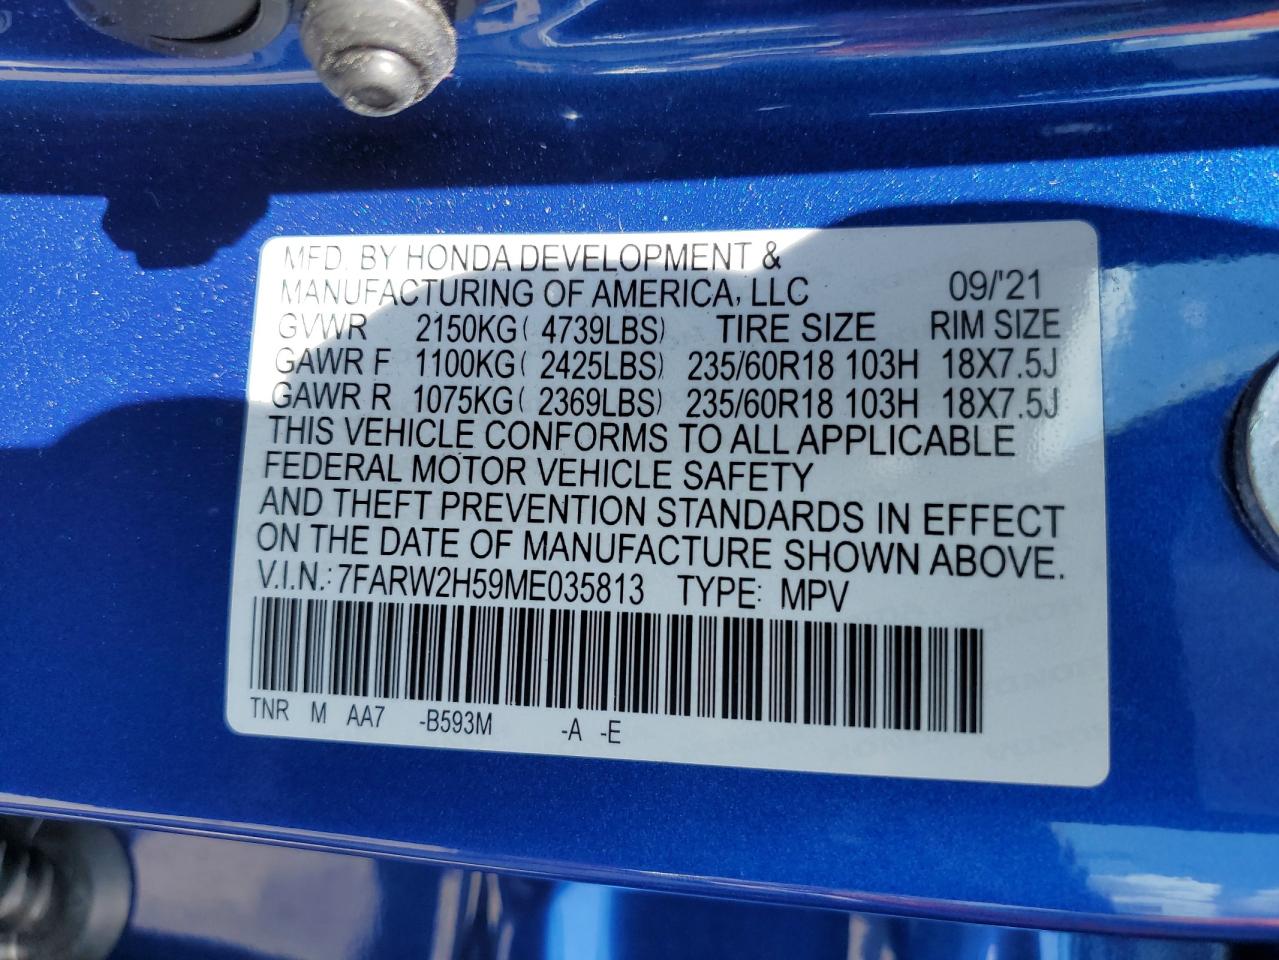 MFD. BY HONDA DEVELOPMENT &
MANUFACTURING OF AMERICA, LLC 09/'21
GVWR 2150KG( 4739LBS) TIRE SIZE RIM SIZE
GAWR F 1100KG( 2425LBS) 235/60R18 103H 18X7.5J
GAWR R 1075KG( 2369LBS) 235/60R18 103H 18X7.5J
THIS VEHICLE CONFORMS TO ALL APPLICABLE
FEDERAL MOTOR VEHICLE SAFETY
AND THEFT PREVENTION STANDARDS IN EFFECT
ON THE DATE OF MANUFACTURE SHOWN ABOVE.
V.I.N.: 7FARW2H59ME035813 TYPE: MPV
TNR M AA7 -B593M -A -E